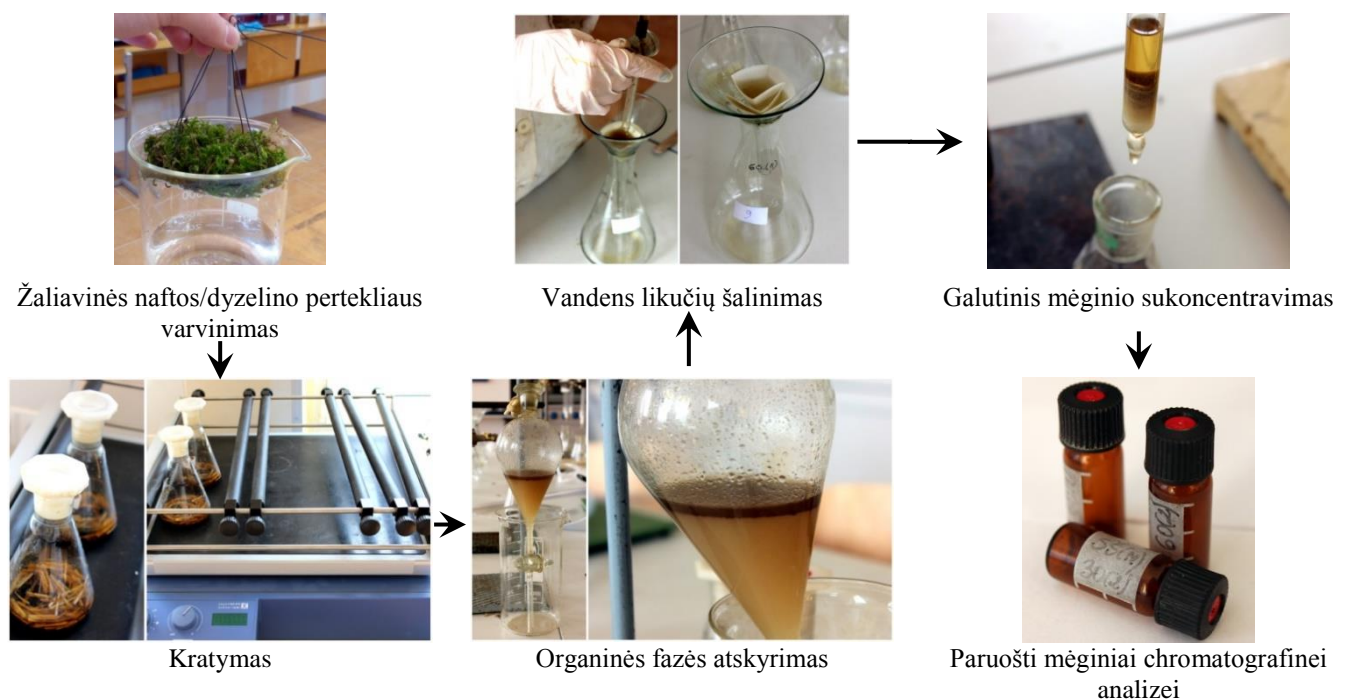 Žaliavinės naftos/dyzelino pertekliaus
varvinimas
Kratymas
Organinės fazės atskyrimas
Vandens likučių šalinimas
Galutinis mėginio sukoncentravimas
Paruošti mėginiai chromatografinei
analizei